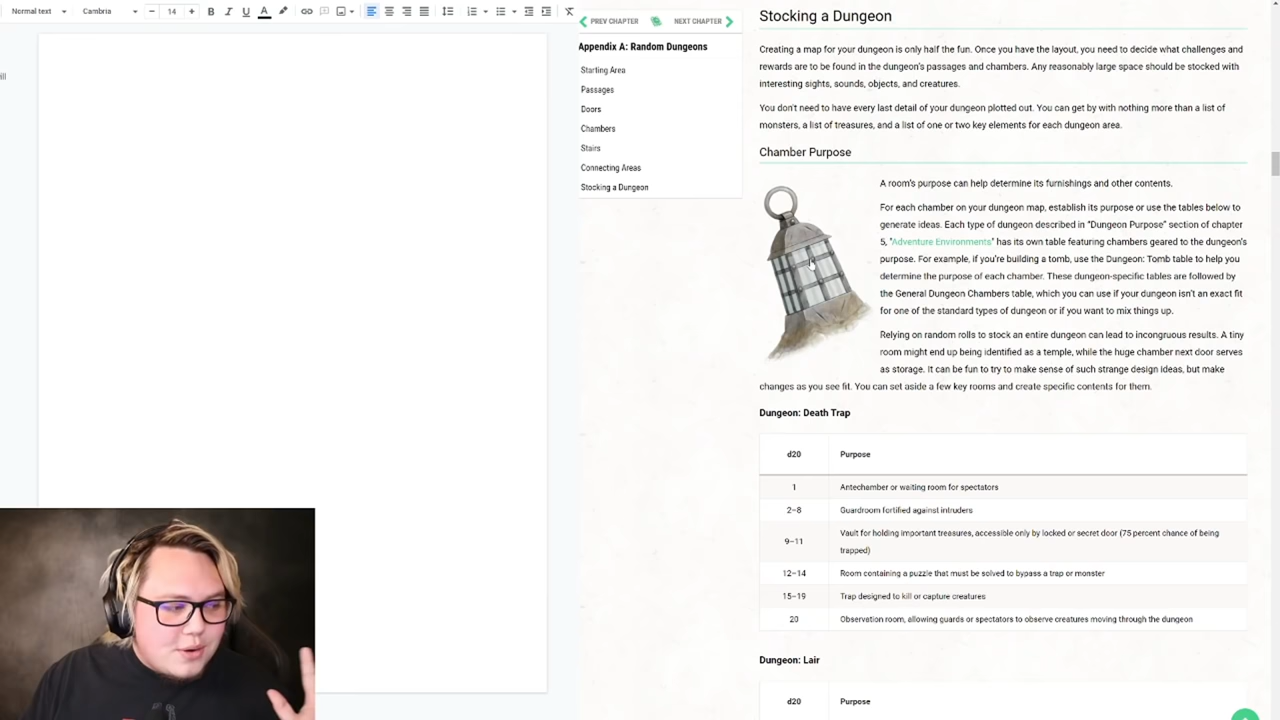 Normal text
Cambria
14
B
I
U
A
ill
PREV CHAPTER
NEXT CHAPTER
Appendix A: Random Dungeons
Starting Area
Passages
Doors
Chambers
Stairs
Connecting Areas
Stocking a Dungeon
Stocking a Dungeon
Creating a map for your dungeon is only half the fun. Once you have the layout, you need to decide what challenges and
rewards are to be found in the dungeon's passages and chambers. Any reasonably large space should be stocked with
interesting sights, sounds, objects, and creatures.
You don't need to have every last detail of your dungeon plotted out. You can get by with nothing more than a list of
monsters, a list of treasures, and a list of one or two key elements for each dungeon area.
Chamber Purpose
A room's purpose can help determine its furnishings and other contents.
For each chamber on your dungeon map, establish its purpose or use the tables below to
generate ideas. Each type of dungeon described in "Dungeon Purpose" section of chapter
5, "Adventure Environments" has its own table featuring chambers geared to the dungeon's
purpose. For example, if you're building a tomb, use the Dungeon: Tomb table to help you
determine the purpose of each chamber. These dungeon-specific tables are followed by
the General Dungeon Chambers table, which you can use if your dungeon isn't an exact fit
for one of the standard types of dungeon or if you want to mix things up.
Relying on random rolls to stock an entire dungeon can lead to incongruous results. A tiny
room might end up being identified as a temple, while the huge chamber next door serves
as storage. It can be fun to try to make sense of such strange design ideas, but make
changes as you see fit. You can set aside a few key rooms and create specific contents for them.
Dungeon: Death Trap
d20 Purpose
1 Antechamber or waiting room for spectators
2–8 Guardroom fortified against intruders
9–11 Vault for holding important treasures, accessible only by locked or secret door (75 percent chance of being
trapped)
12–14 Room containing a puzzle that must be solved to bypass a trap or monster
15–19 Trap designed to kill or capture creatures
20 Observation room, allowing guards or spectators to observe creatures moving through the dungeon
Dungeon: Lair
d20 Purpose